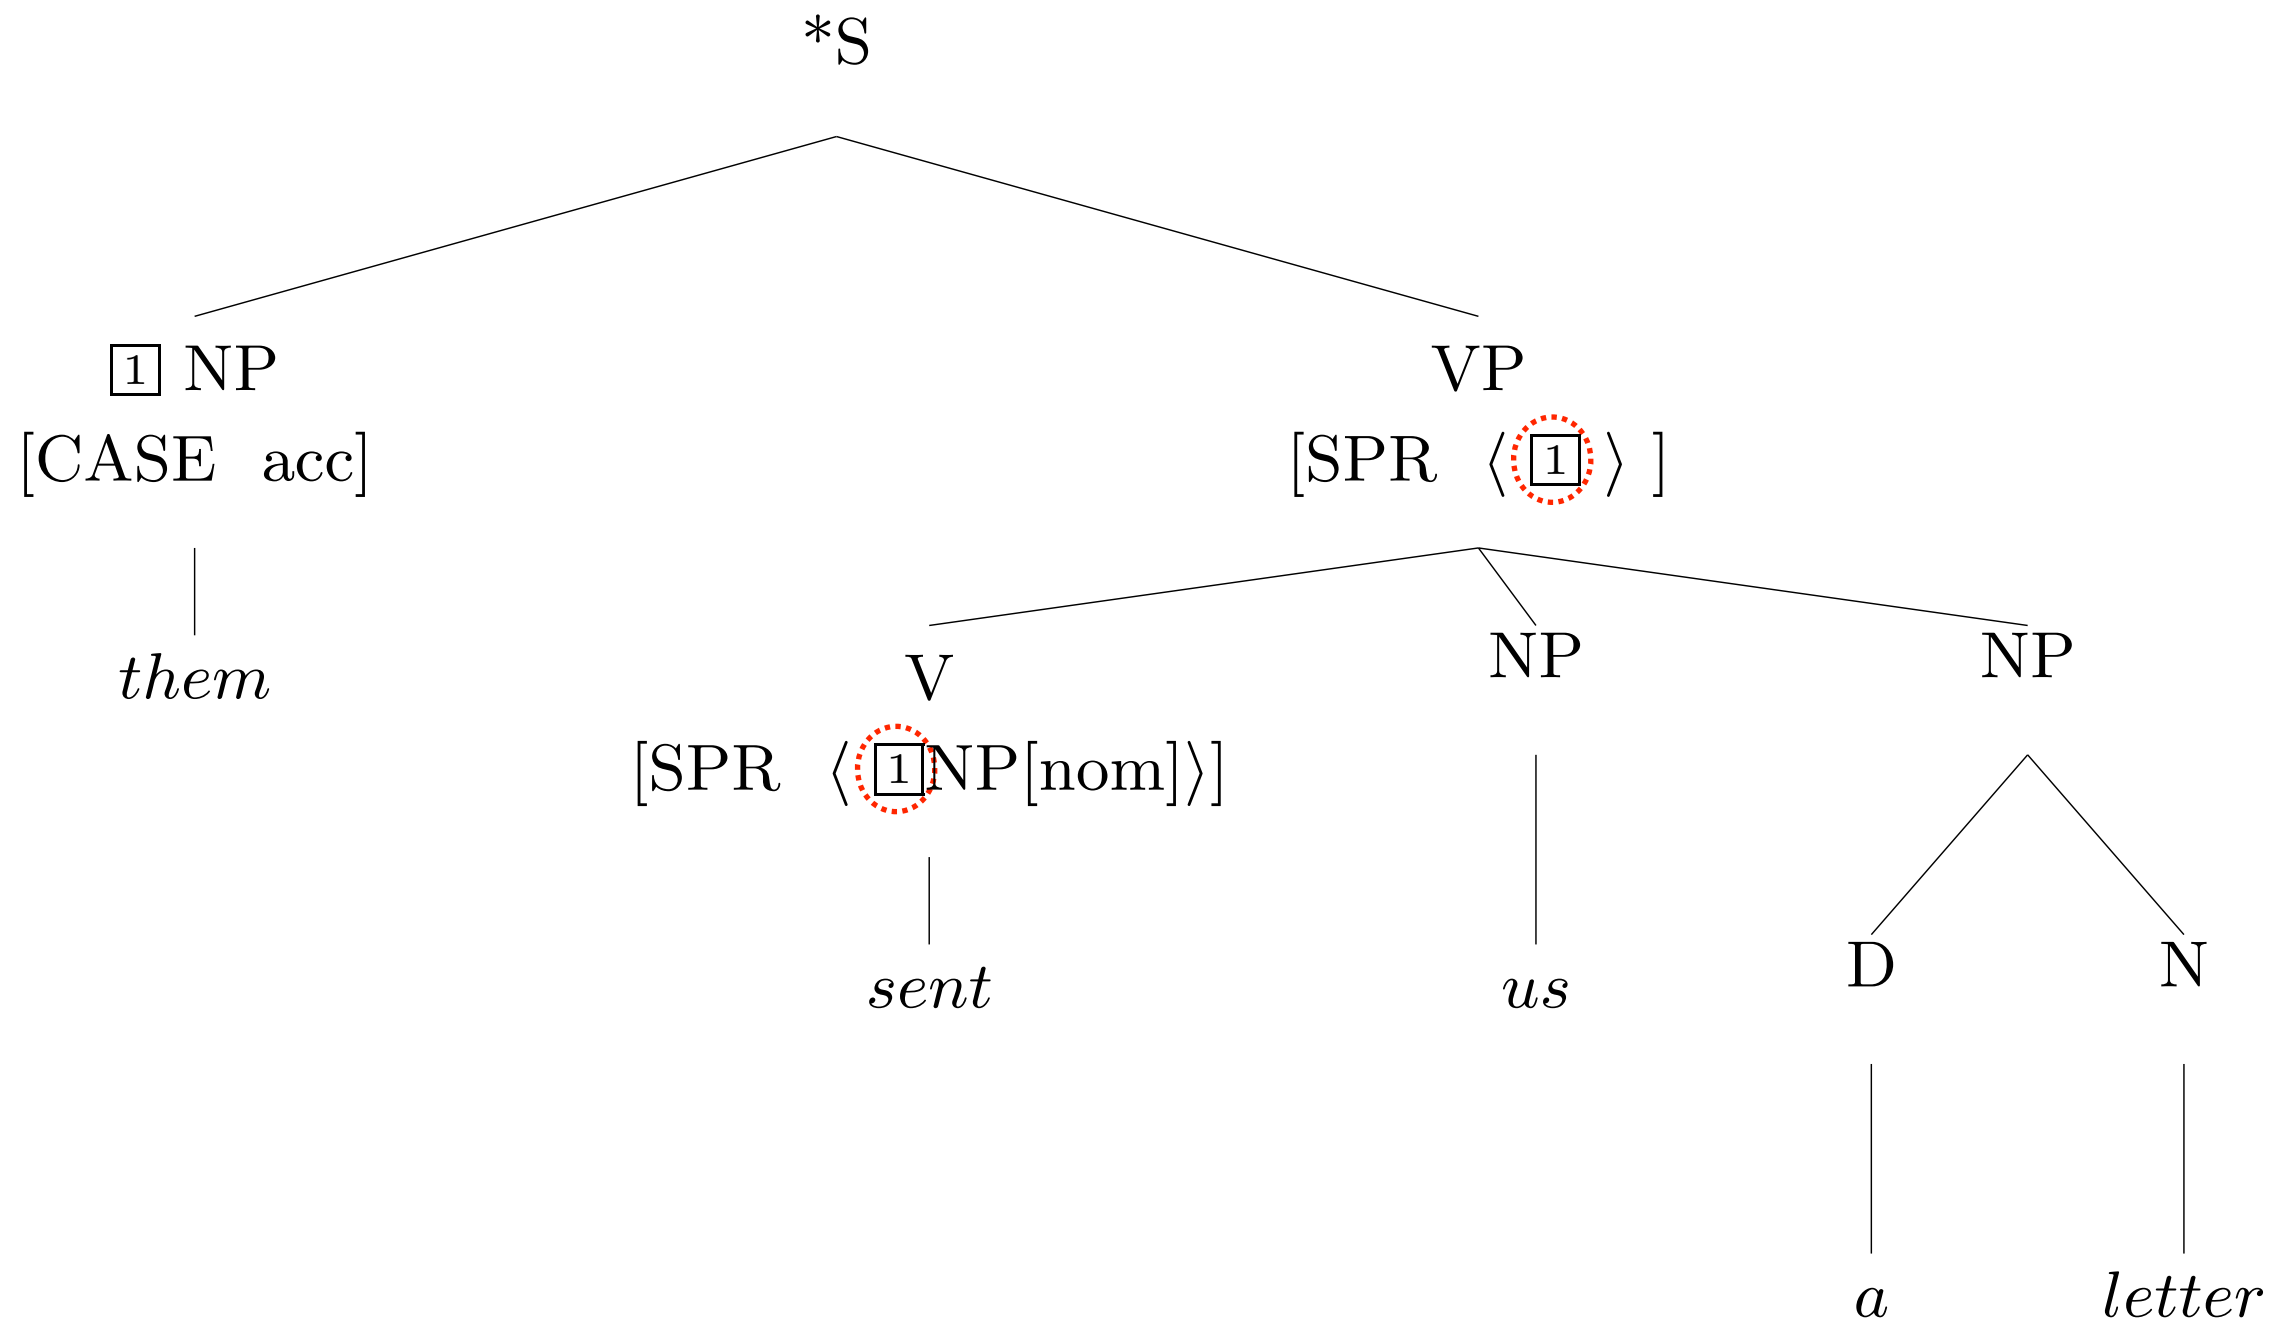 *S
1 NP VP
[CASE acc] [SPR ⟨ 1 ⟩ ]
them V NP NP
[SPR ⟨ 1 NP[nom]⟩]
sent us D N
a letter